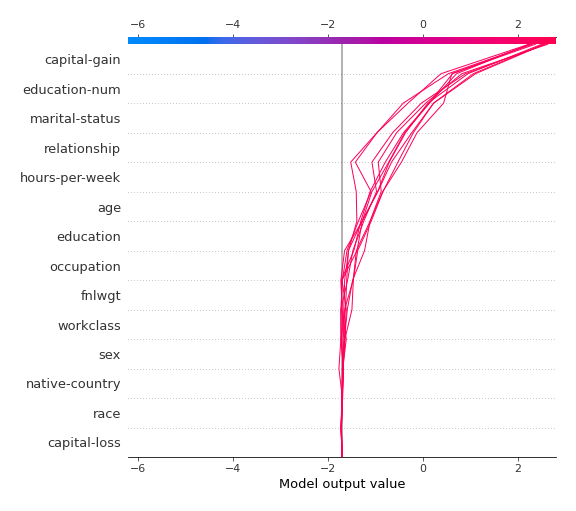 −6 −4 −2 0 2
capital-gain
education-num
marital-status
relationship
hours-per-week
age
education
occupation
fnlwgt
workclass
sex
native-country
race
capital-loss
−6 −4 −2 0 2
Model output value